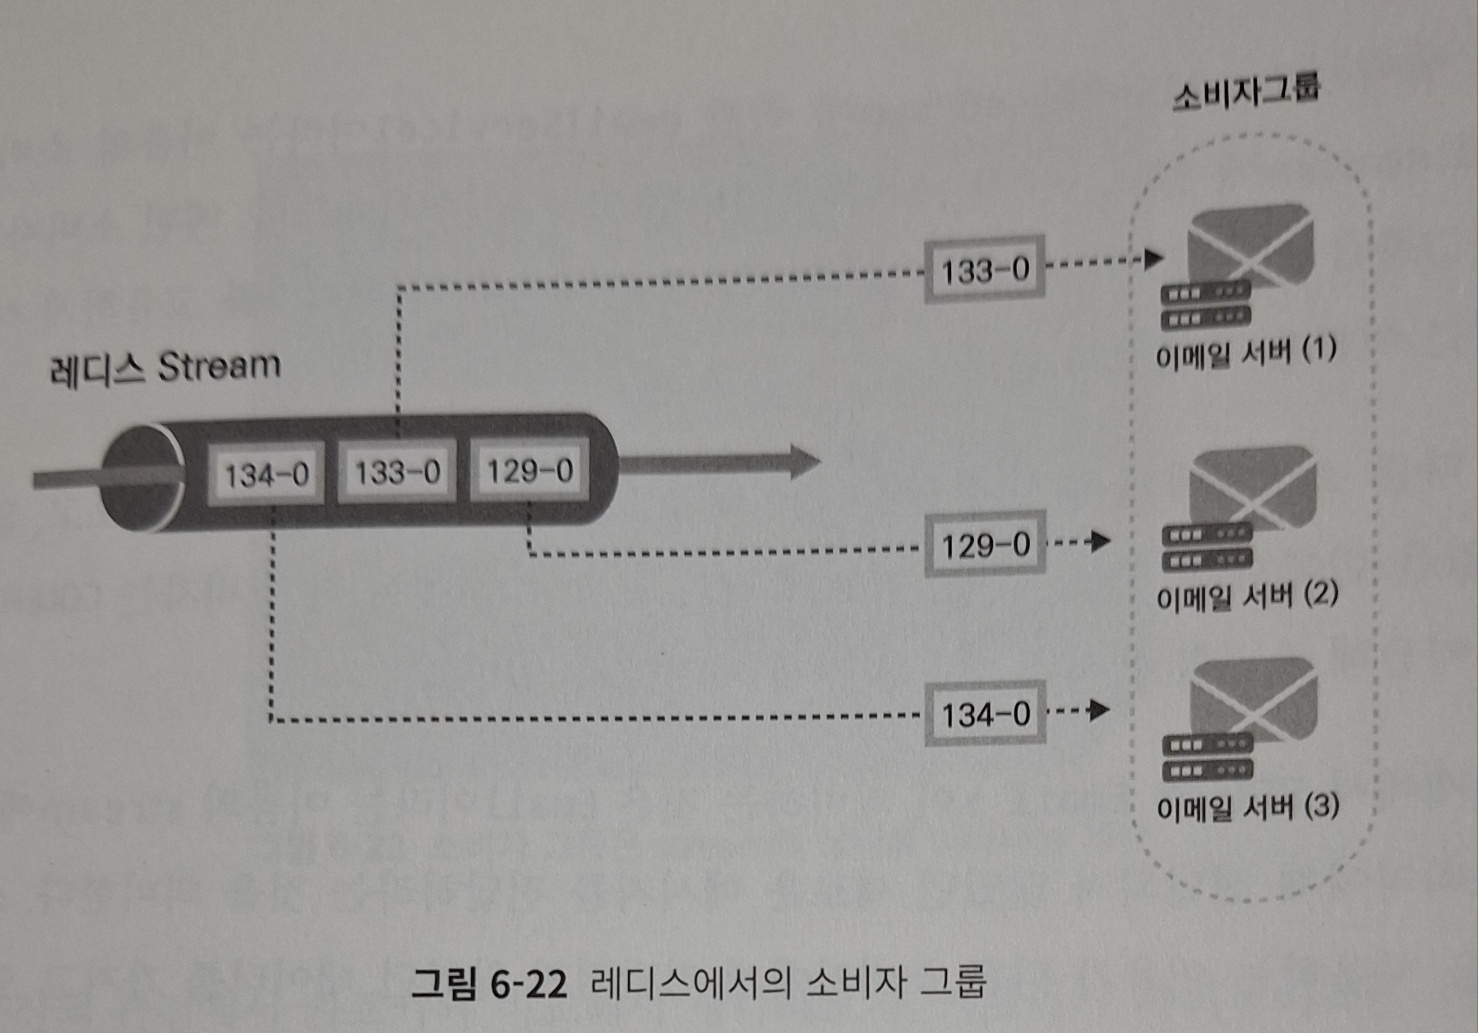 소비자그룹
133-0
이메일 서버 (1)
레디스 Stream
134-0 133-0 129-0
129-0
이메일 서버 (2)
134-0
이메일 서버 (3)
그림 6-22 레디스에서의 소비자 그룹